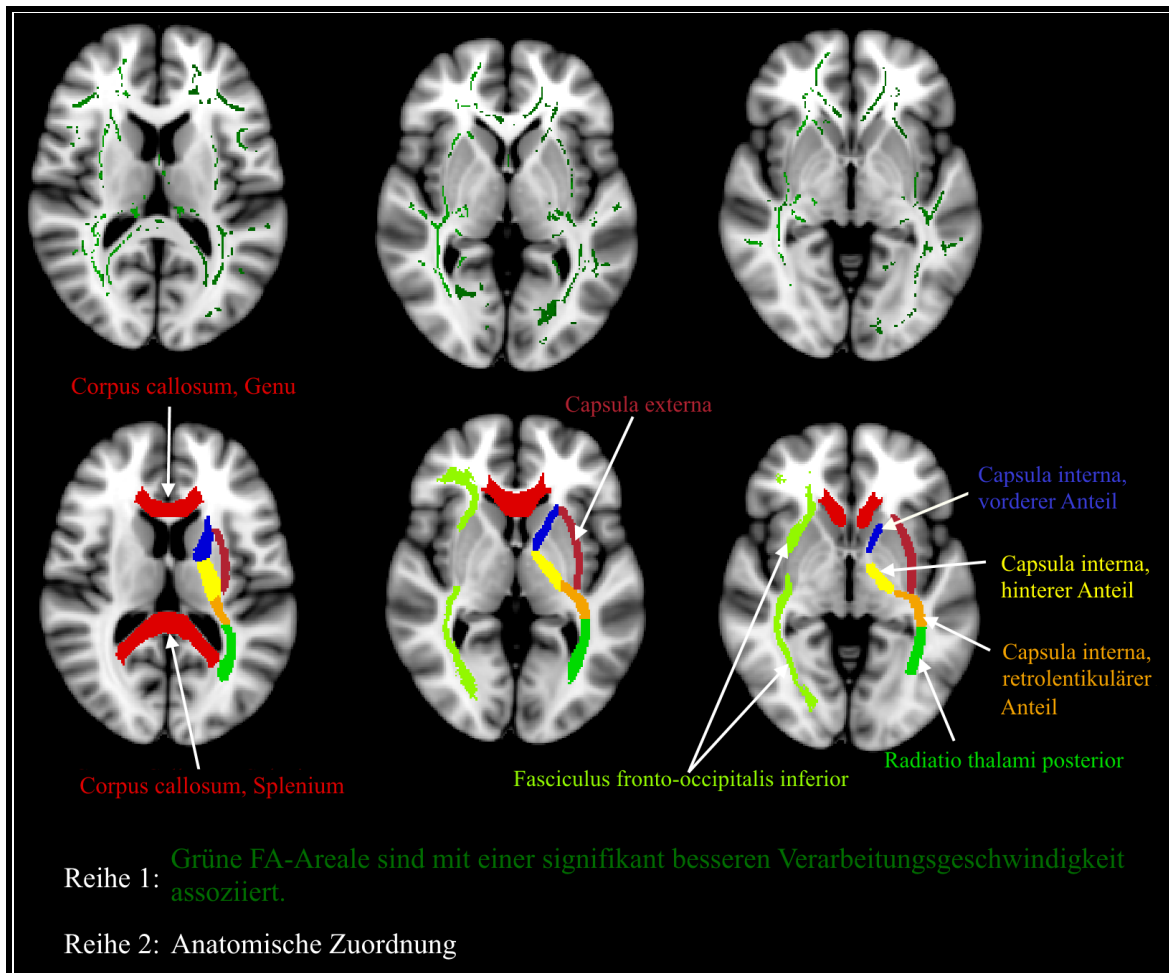 Corpus callosum, Genu
Capsula externa
Capsula interna,
vorderer Anteil
Capsula interna,
hinterer Anteil
Capsula interna,
retrolentikulärer
Anteil
Radiatio thalami posterior
Fasciculus fronto-occipitalis inferior
Corpus callosum, Splenium
Reihe 1: Grüne FA-Areale sind mit einer signifikant besseren Verarbeitungsgeschwindigkeit
assoziiert.
Reihe 2: Anatomische Zuordnung